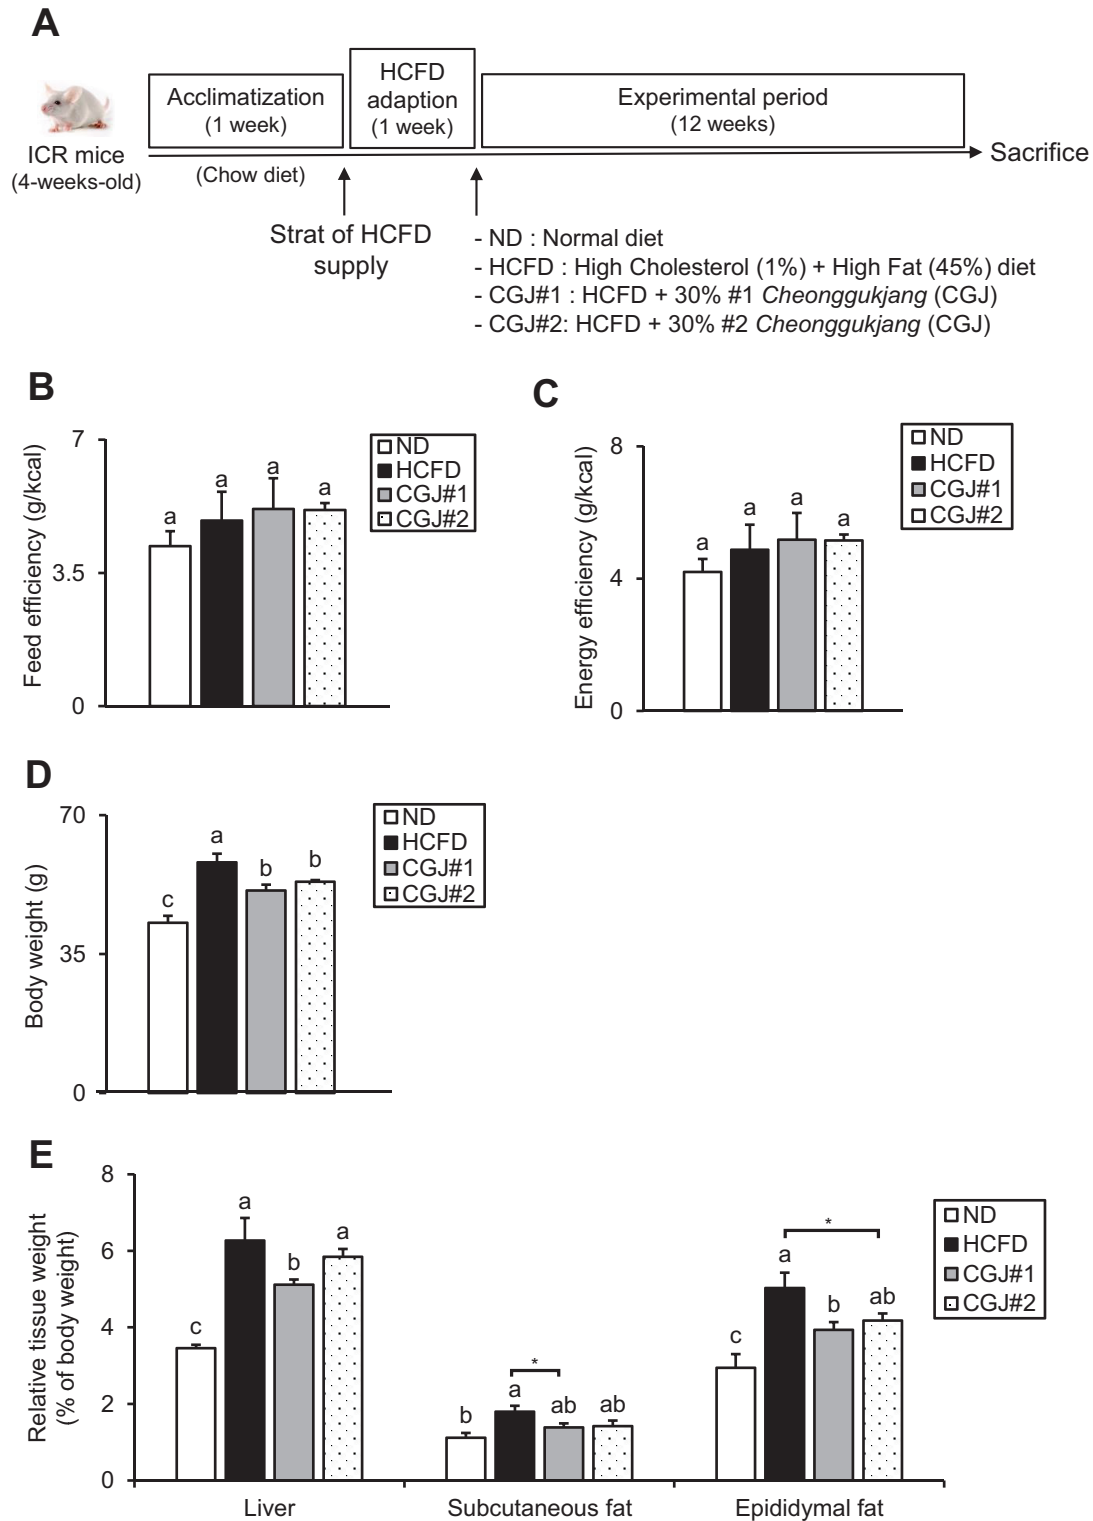 A
Acclimatization
(1 week)
HCFD
adaption
(1 week)
Experimental period
(12 weeks)
ICR mice
(4-weeks-old)
(Chow diet)
Sacrifice
Strat of HCFD
supply
- ND : Normal diet
- HCFD : High Cholesterol (1%) + High Fat (45%) diet
- CGJ#1 : HCFD + 30% #1 Cheonggukjang (CGJ)
- CGJ#2: HCFD + 30% #2 Cheonggukjang (CGJ)
B
Feed efficiency (g/kcal)
7
3.5
0
a
a
a
a
ND
HCFD
CGJ#1
CGJ#2
C
Energy efficiency (g/kcal)
8
4
0
a
a
a
a
ND
HCFD
CGJ#1
CGJ#2
D
Body weight (g)
70
35
0
c
a
b
b
ND
HCFD
CGJ#1
CGJ#2
E
Relative tissue weight
(% of body weight)
8
6
4
2
0
c
a
b
a
b
a
ab
ab
*
c
a
b
ab
*
Liver
Subcutaneous fat
Epididymal fat
ND
HCFD
CGJ#1
CGJ#2